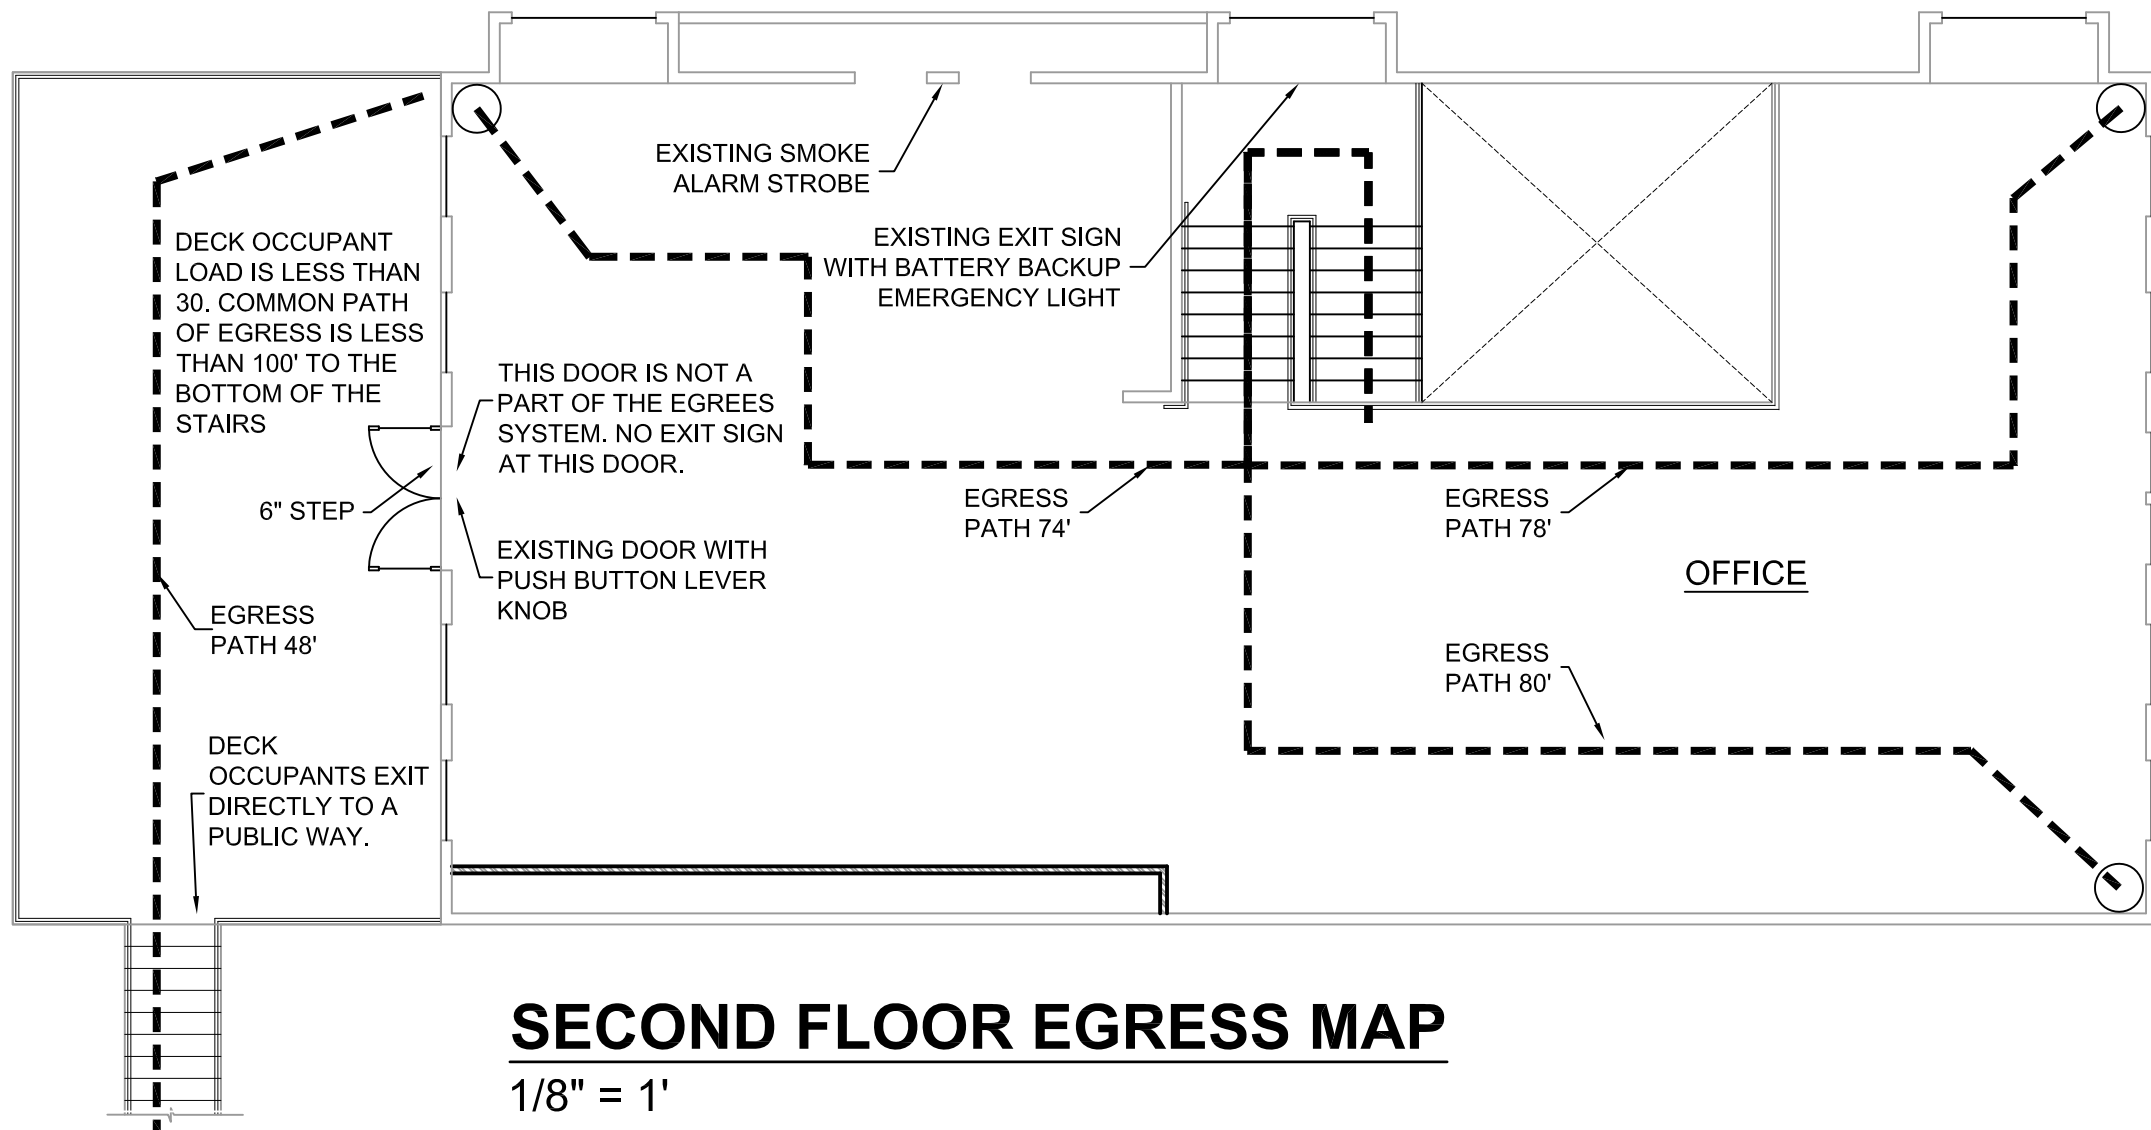 EXISTING SMOKE
ALARM STROBE
DECK OCCUPANT
LOAD IS LESS THAN
30. COMMON PATH
OF EGRESS IS LESS
THAN 100' TO THE
BOTTOM OF THE
STAIRS
EXISTING EXIT SIGN
WITH BATTERY BACKUP
EMERGENCY LIGHT
THIS DOOR IS NOT A
PART OF THE EGREES
SYSTEM. NO EXIT SIGN
AT THIS DOOR.
6" STEP
EGRESS
PATH 74'
EGRESS
PATH 78'
EXISTING DOOR WITH
PUSH BUTTON LEVER
KNOB
OFFICE
EGRESS
PATH 48'
EGRESS
PATH 80'
DECK
OCCUPANTS EXIT
DIRECTLY TO A
PUBLIC WAY.
SECOND FLOOR EGRESS MAP
1/8" = 1'